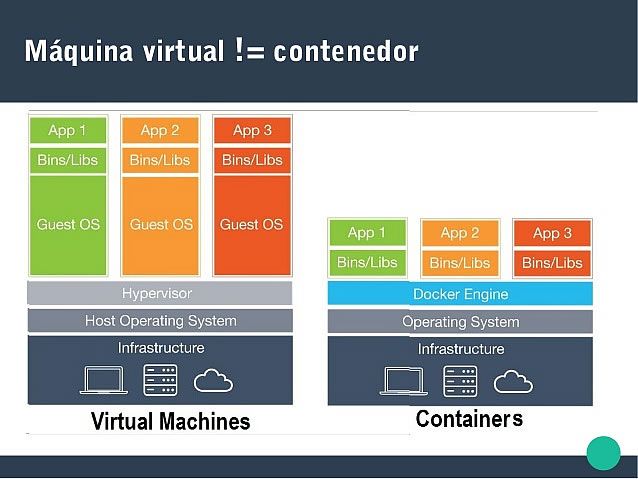 Máquina virtual != contenedor
App 1
App 2
App 3
Bins/Libs
Bins/Libs
Bins/Libs
Guest OS
Guest OS
Guest OS
Hypervisor
Host Operating System
Infrastructure
Virtual Machines
App 1
App 2
App 3
Bins/Libs
Bins/Libs
Bins/Libs
Docker Engine
Operating System
Infrastructure
Containers